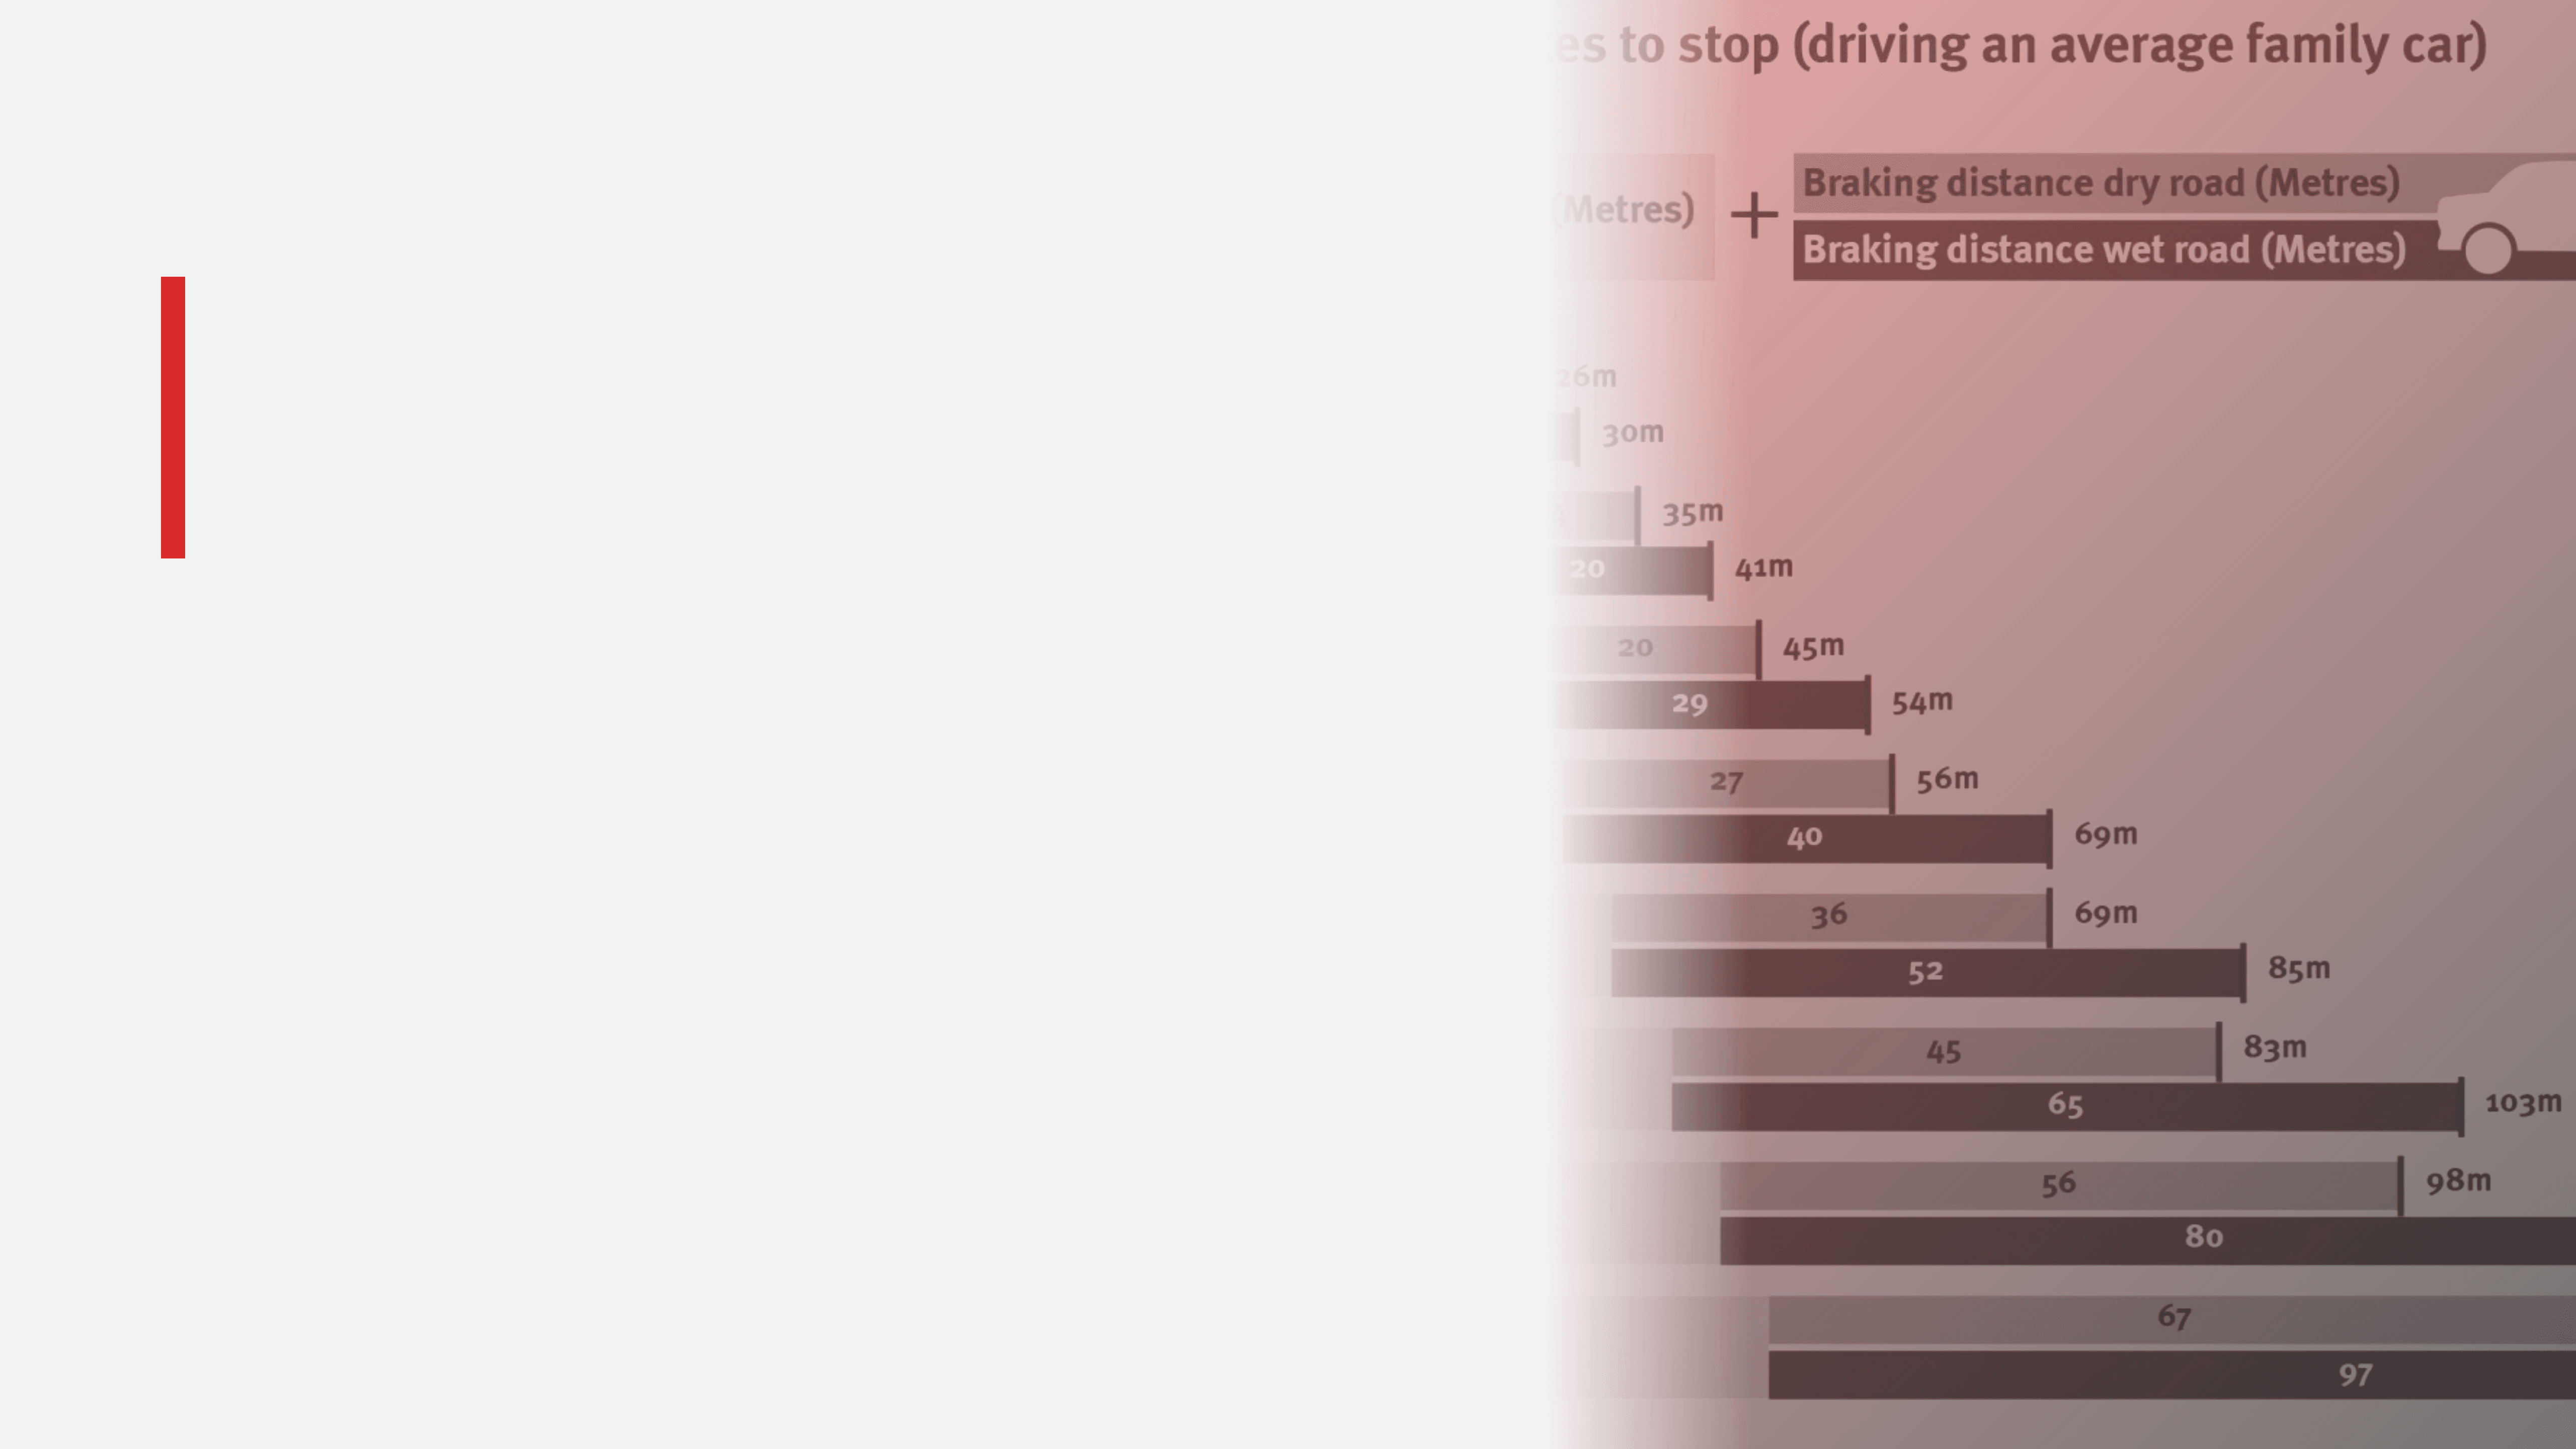 es to stop (driving an average family car)
(Metres)
+
Braking distance dry road (Metres)
Braking distance wet road (Metres)
26m
30m
35m
20 41m
20 45m
29 54m
27 56m
40 69m
36 69m
52 85m
45 83m
65 103m
56 98m
80
67
97